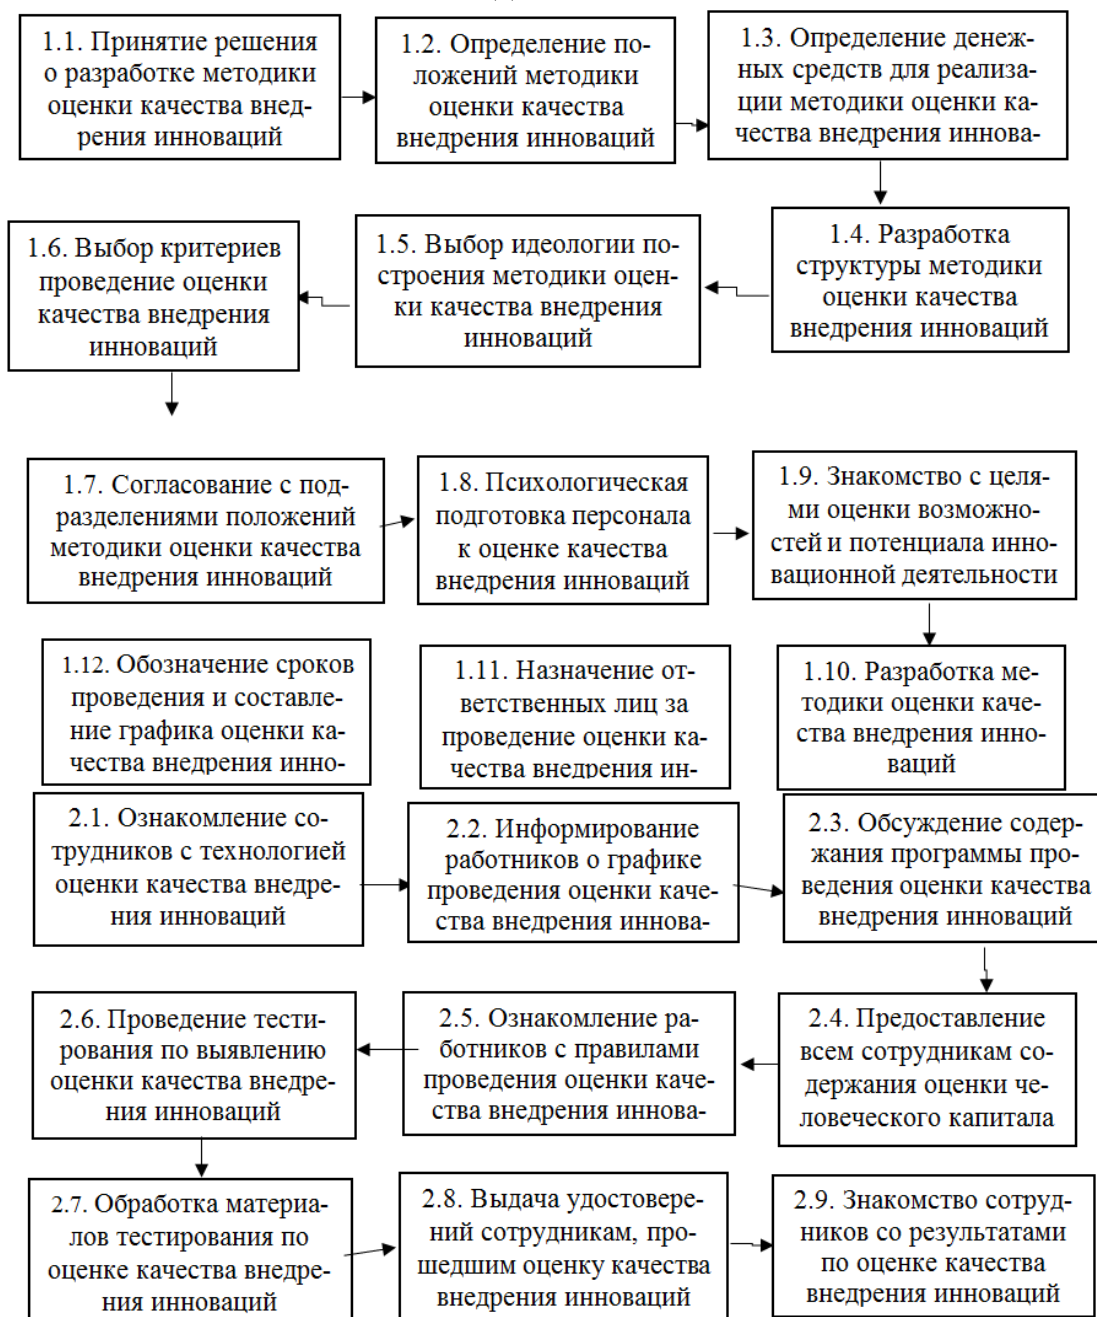 1.1. Принятие решения
о разработке методики
оценки качества внед-
рения инноваций
1.2. Определение по-
ложений методики
оценки качества
внедрения инноваций
1.3. Определение денеж-
ных средств для реализа-
ции методики оценки ка-
чества внедрения иннова-
1.4. Разработка
структуры методики
оценки качества
внедрения инноваций
1.5. Выбор идеологии по-
строения методики оцен-
ки качества внедрения
инноваций
1.6. Выбор критериев
проведение оценки
качества внедрения
инноваций
1.7. Согласование с под-
разделениями положений
методики оценки качества
внедрения инноваций
1.8. Психологическая
подготовка персонала
к оценке качества
внедрения инноваций
1.9. Знакомство с целя-
ми оценки возможно-
стей и потенциала инно-
вационной деятельности
1.10. Разработка ме-
тодики оценки каче-
ства внедрения инно-
ваций
1.11. Назначение от-
ветственных лиц за
проведение оценки ка-
чества внедрения ин-
1.12. Обозначение сроков
проведения и составле-
ние графика оценки ка-
чества внедрения инно-
2.1. Ознакомление со-
трудников с технологией
оценки качества внедре-
ния инноваций
2.2. Информирование
работников о графике
проведения оценки каче-
ства внедрения иннова-
2.3. Обсуждение содер-
жания программы про-
ведения оценки качества
внедрения инноваций
2.4. Предоставление
всем сотрудникам со-
держания оценки че-
ловеческого капитала
2.5. Ознакомление ра-
ботников с правилами
проведения оценки каче-
ства внедрения иннова-
2.6. Проведение тести-
рования по выявлению
оценки качества внедре-
ния инноваций
2.7. Обработка материа-
лов тестирования по
оценке качества внедре-
ния инноваций
2.8. Выдача удостовере-
ний сотрудникам, про-
шедшим оценку качества
внедрения инноваций
2.9. Знакомство сотруд-
ников со результатами
по оценке качества
внедрения инноваций